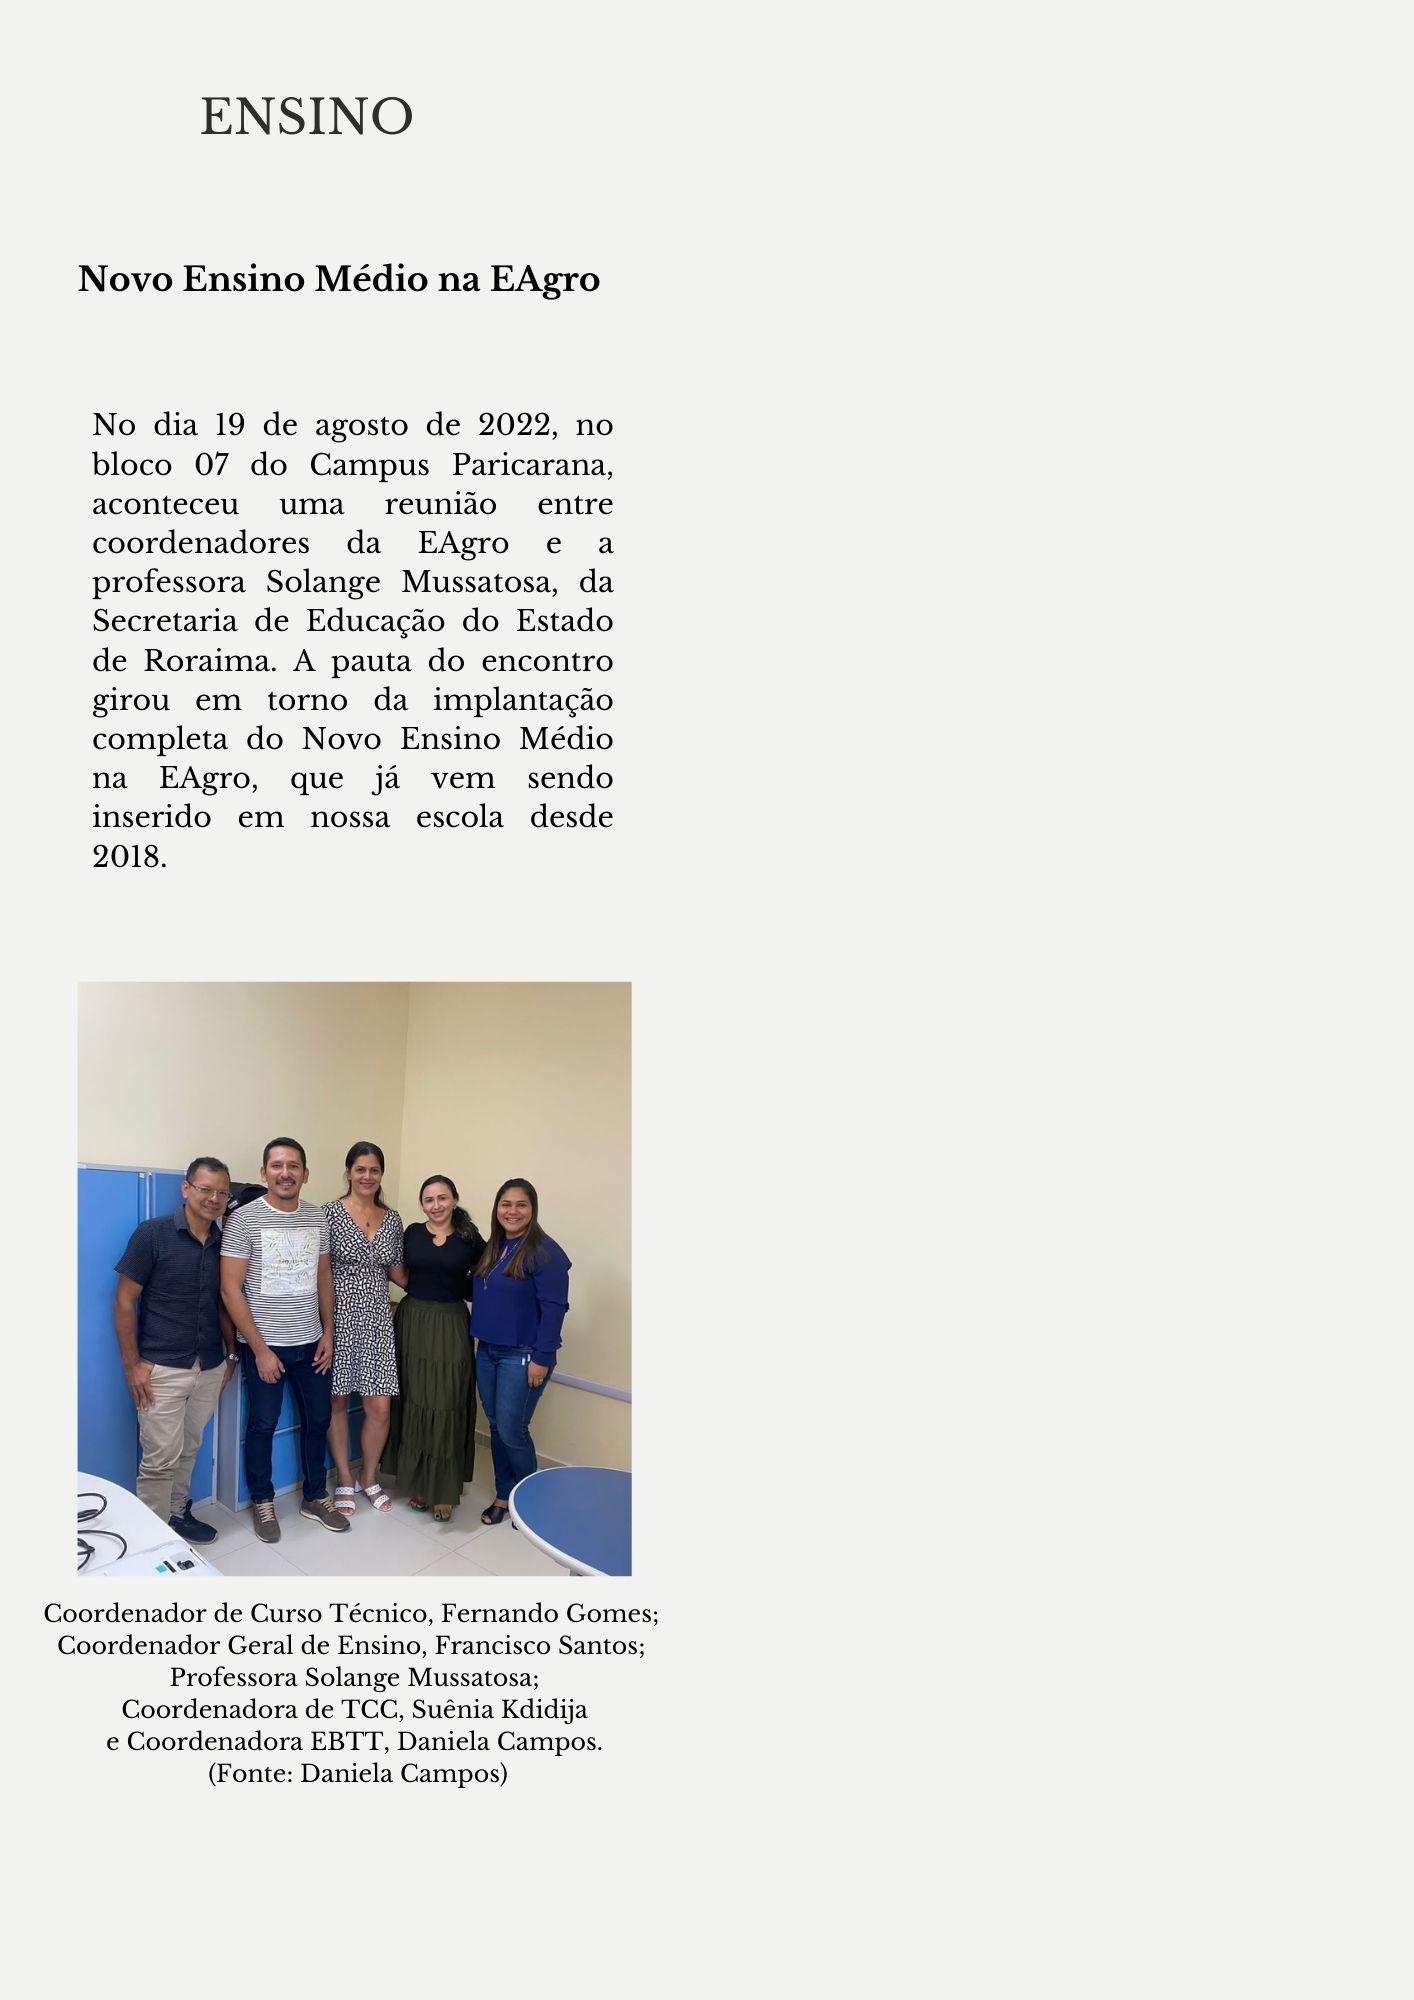 ENSINO
Novo Ensino Médio na EAgro
No dia 19 de agosto de 2022, no
bloco 07 do Campus Paricarana,
aconteceu uma reunião entre
coordenadores da EAgro e a
professora Solange Mussatosa, da
Secretaria de Educação do Estado
de Roraima. A pauta do encontro
girou em torno da implantação
completa do Novo Ensino Médio
na EAgro, que já vem sendo
inserido em nossa escola desde
2018.
Coordenador de Curso Técnico, Fernando Gomes;
Coordenador Geral de Ensino, Francisco Santos;
Professora Solange Mussatosa;
Coordenadora de TCC, Suênia Kdidija
e Coordenadora EBTT, Daniela Campos.
(Fonte: Daniela Campos)